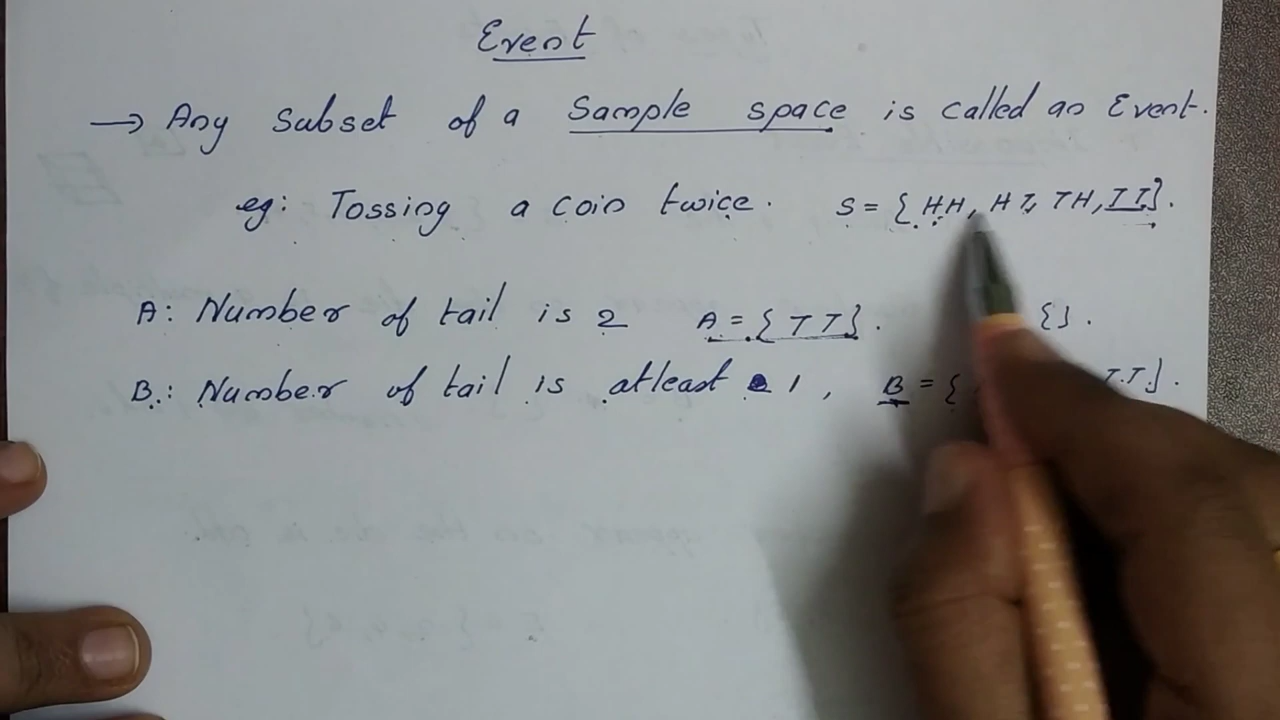 Event
→ Any Subset of a Sample space is called an Event.
eg: Tossing a coin twice. S = { HH, HT, TH, TT}.
A: Number of tail is 2 A = { TT}. {}.
B: Number of tail is atleast 1, B = { TT}.